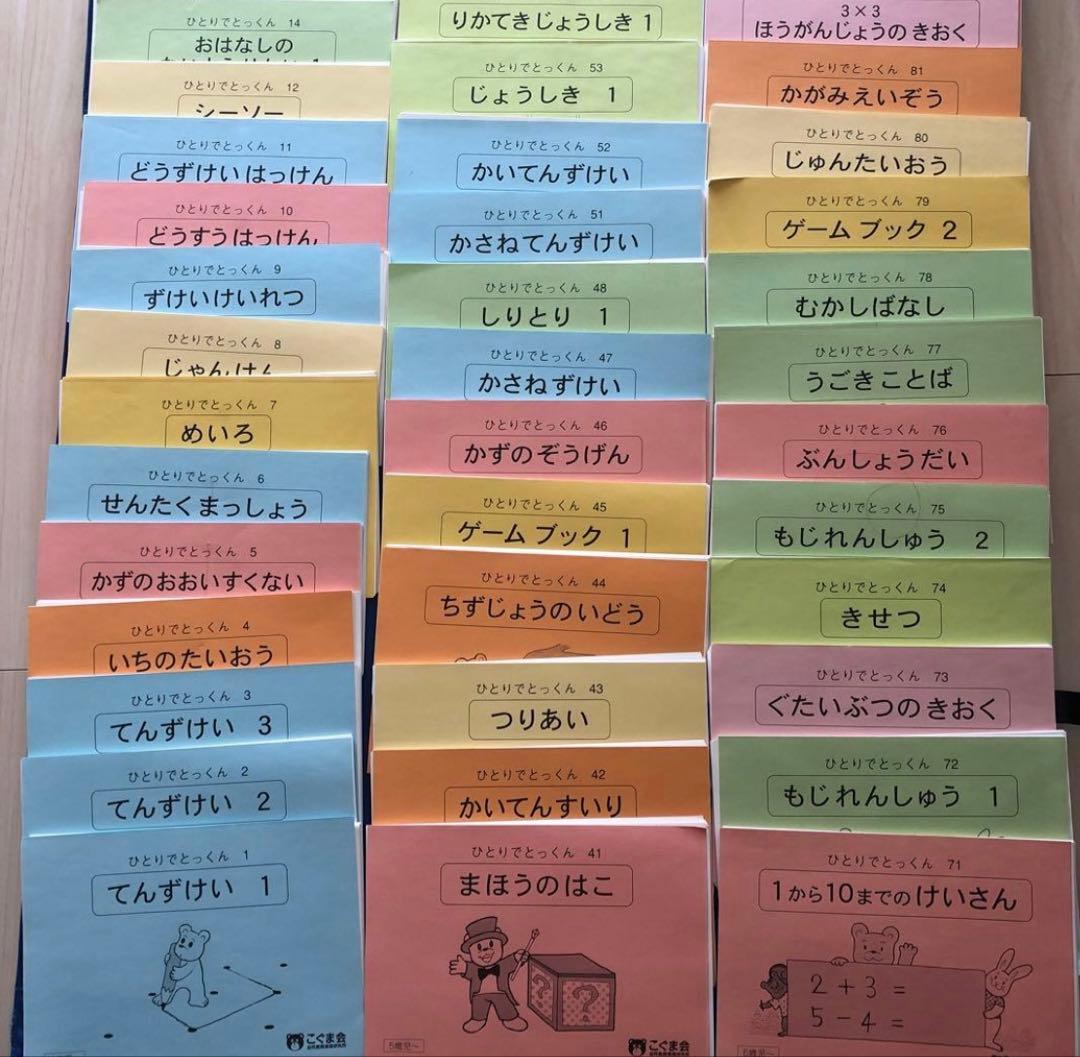 ひとりでとっくん 14
おはなしの
ひとりでとっくん 12
シーソー
ひとりでとっくん 11
どうずけいはっけん
ひとりでとっくん 10
どうすうはっけん
ひとりでとっくん 9
ずけいけいれつ
ひとりでとっくん 8
じゃんけん
ひとりでとっくん 7
めいろ
ひとりでとっくん 6
せんたくまっしょう
ひとりでとっくん 5
かずのおおいすくない
ひとりでとっくん 4
いちのたいおう
ひとりでとっくん 3
てんずけい 3
ひとりでとっくん 2
てんずけい 2
ひとりでとっくん 1
てんずけい 1
こぐま会
りかてきじょうしき 1
ひとりでとっくん 53
じょうしき 1
ひとりでとっくん 52
かいてんずけい
ひとりでとっくん 51
かさねてんずけい
ひとりでとっくん 48
しりとり 1
ひとりでとっくん 47
かさねずけい
ひとりでとっくん 46
かずのぞうげん
ひとりでとっくん 45
ゲームブック 1
ひとりでとっくん 44
ちずじょうのいどう
ひとりでとっくん 43
つりあい
ひとりでとっくん 42
かいてんすいり
ひとりでとっくん 41
まほうのはこ
? ?
5歳児~
こぐま会
3×3
ほうがんじょうのきおく
ひとりでとっくん 81
かがみえいぞう
ひとりでとっくん 80
じゅんたいおう
ひとりでとっくん 79
ゲームブック 2
ひとりでとっくん 78
むかしばなし
ひとりでとっくん 77
うごきことば
ひとりでとっくん 76
ぶんしょうだい
ひとりでとっくん 75
もじれんしゅう 2
ひとりでとっくん 74
きせつ
ひとりでとっくん 73
ぐたいぶつのきおく
ひとりでとっくん 72
もじれんしゅう 1
ひとりでとっくん 71
1から10までのけいさん
2+3=
5-4=
5歳児~